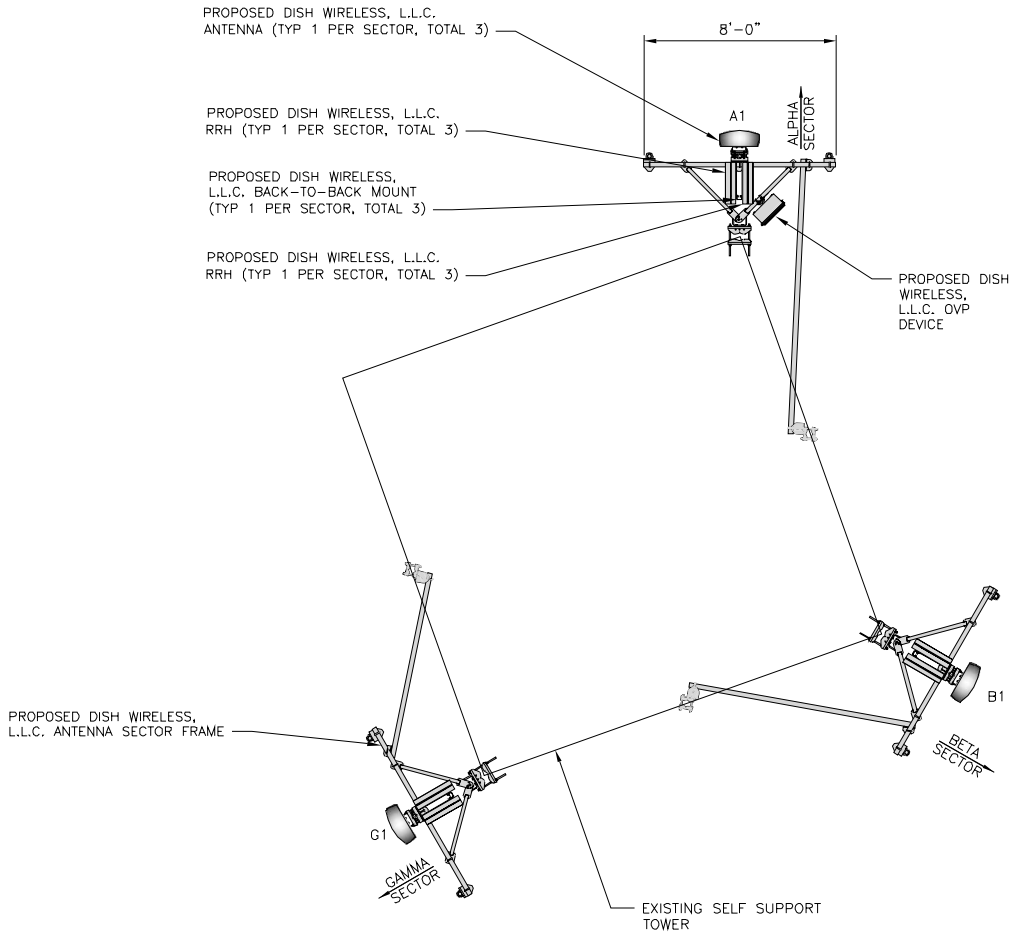 PROPOSED DISH WIRELESS, L.L.C.
ANTENNA (TYP 1 PER SECTOR, TOTAL 3)
8'-0"
PROPOSED DISH WIRELESS, L.L.C.
RRH (TYP 1 PER SECTOR, TOTAL 3)
A1
ALPHA
SECTOR
PROPOSED DISH WIRELESS,
L.L.C. BACK-TO-BACK MOUNT
(TYP 1 PER SECTOR, TOTAL 3)
PROPOSED DISH WIRELESS, L.L.C.
RRH (TYP 1 PER SECTOR, TOTAL 3)
PROPOSED DISH
WIRELESS,
L.L.C. OVP
DEVICE
B1
BETA
SECTOR
PROPOSED DISH WIRELESS,
L.L.C. ANTENNA SECTOR FRAME
G1
GAMMA
SECTOR
EXISTING SELF SUPPORT
TOWER